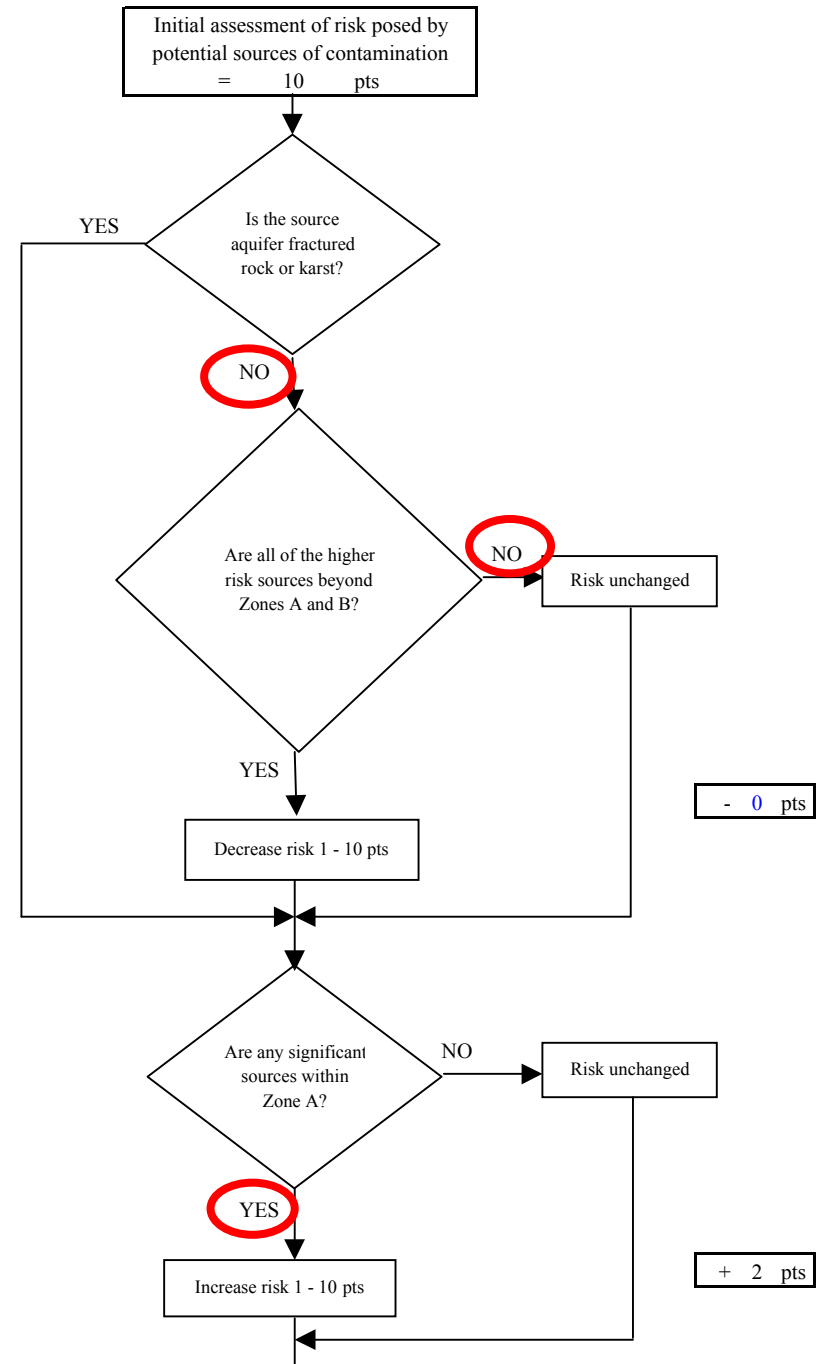 Initial assessment of risk posed by
potential sources of contamination
= 10 pts
YES
Is the source
aquifer fractured
rock or karst?
NO
Are all of the higher
risk sources beyond
Zones A and B?
NO
Risk unchanged
YES
- 0 pts
Decrease risk 1 - 10 pts
Are any significant
sources within
Zone A?
NO
Risk unchanged
YES
+ 2 pts
Increase risk 1 - 10 pts